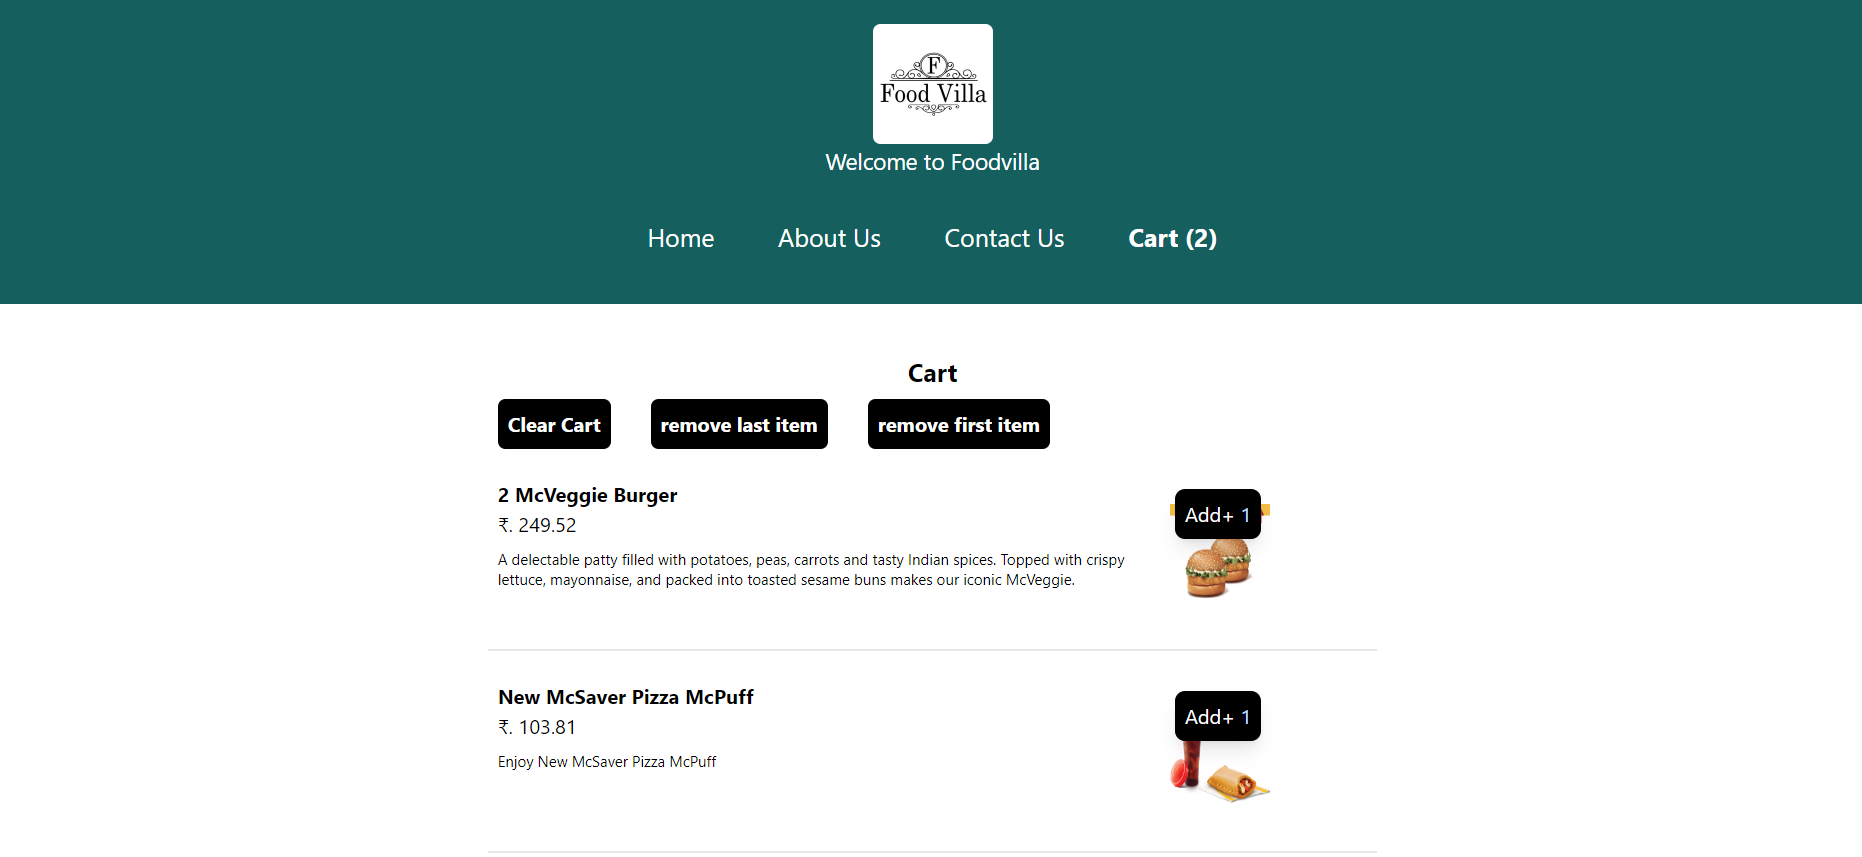 F
Food Villa
Welcome to Foodvilla
Home About Us Contact Us Cart (2)
Cart
Clear Cart remove last item remove first item
2 McVeggie Burger
₹. 249.52
Add+ 1
A delectable patty filled with potatoes, peas, carrots and tasty Indian spices. Topped with crispy
lettuce, mayonnaise, and packed into toasted sesame buns makes our iconic McVeggie.
New McSaver Pizza McPuff
₹. 103.81
Add+ 1
Enjoy New McSaver Pizza McPuff